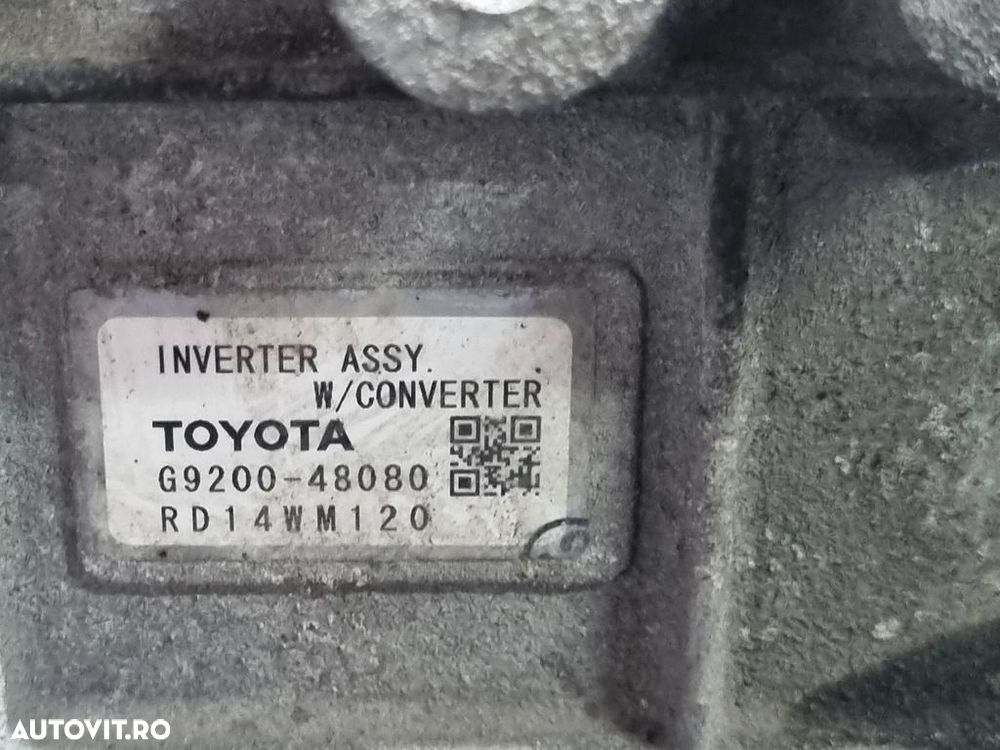 INVERTER ASSY.
W/CONVERTER
TOYOTA
G9200-48080
RD14WM120
AUTOVIT.RO